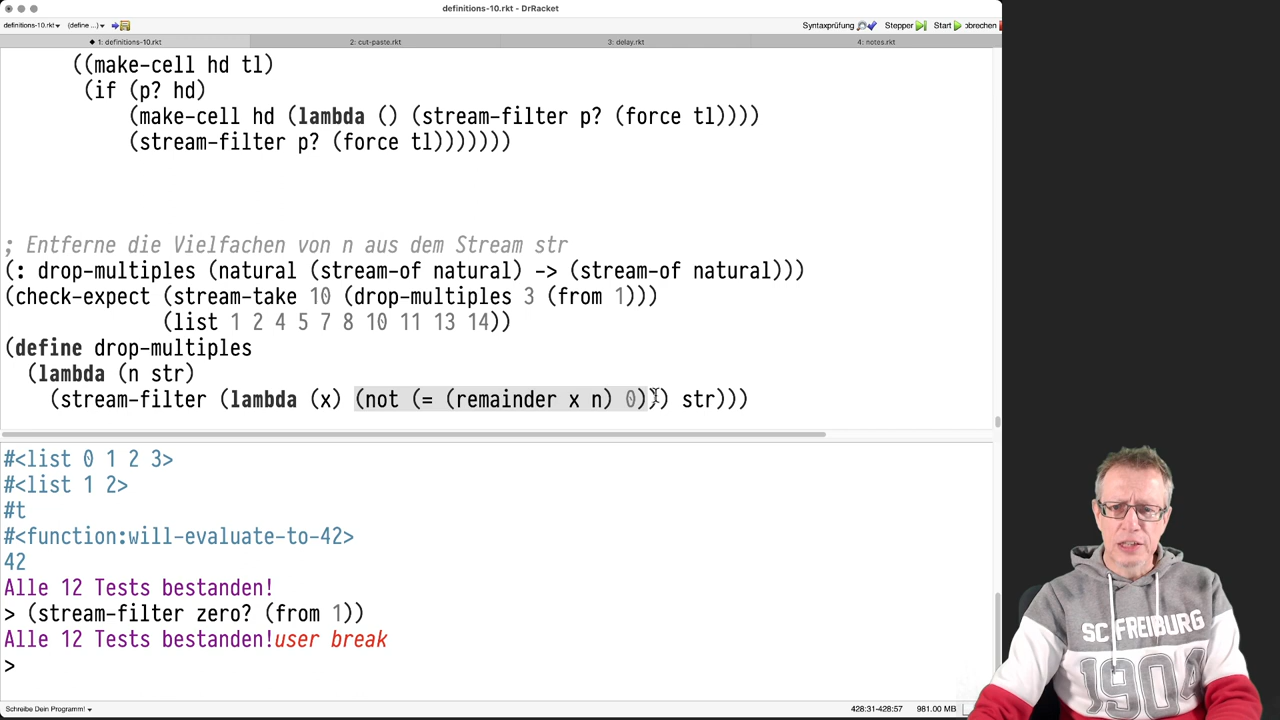 definitions-10.rkt - DrRacket
definitions-10.rkt (define ...) Syntaxprüfung Stepper Start bbrechen
1: definitions-10.rkt 2: cut-paste.rkt 3: delay.rkt 4: notes.rkt
((make-cell hd tl)
(if (p? hd)
(make-cell hd (lambda () (stream-filter p? (force tl))))
(stream-filter p? (force tl)))))))
; Entferne die Vielfachen von n aus dem Stream str
(: drop-multiples (natural (stream-of natural) -> (stream-of natural)))
(check-expect (stream-take 10 (drop-multiples 3 (from 1)))
(list 1 2 4 5 7 8 10 11 13 14))
(define drop-multiples
(lambda (n str)
(stream-filter (lambda (x) (not (= (remainder x n) 0))) str)))
#<list 0 1 2 3>
#<list 1 2>
#t
#<function:will-evaluate-to-42>
42
Alle 12 Tests bestanden!
> (stream-filter zero? (from 1))
Alle 12 Tests bestanden!user break
>
Schreibe Dein Programm! 428:31-428:57 981.00 MB
SC FREIBURG
1904